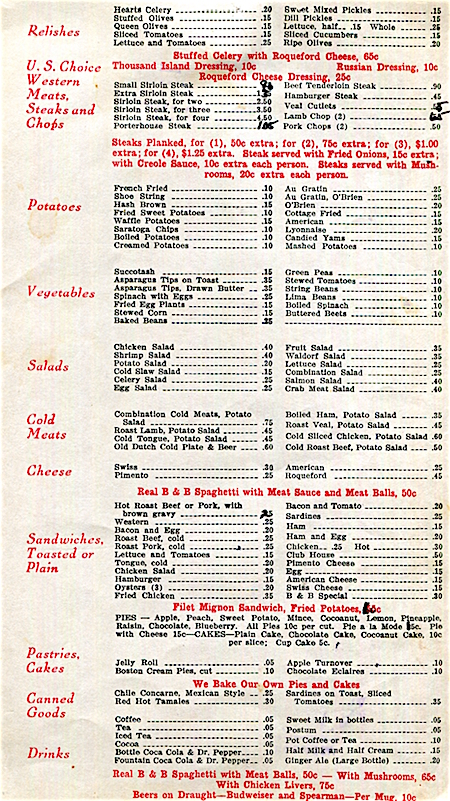 Relishes
Hearts Celery .20 Sweet Mixed Pickles .15
Stuffed Olives .15 Dill Pickles .15
Queen Olives .15 Lettuce, half .15 Whole .25
Sliced Tomatoes .15 Sliced Cucumbers .15
Lettuce and Tomatoes .25 Ripe Olives .20
Stuffed Celery with Roqueford Cheese, 65c
Thousand Island Dressing, 10c Russian Dressing, 10c
Roqueford Cheese Dressing, 25c
U. S. Choice
Western
Meats,
Steaks and
Chops
Small Sirloin Steak Beef Tenderloin Steak .90
Extra Sirloin Steak Hamburger Steak .45
Sirloin Steak, for two 2.50 Veal Cutlets
Sirloin Steak, for three 3.50 Lamb Chop (2)
Sirloin Steak, for four 4.50 Pork Chops (2) .50
Porterhouse Steak
Steaks Planked, for (1), 50c extra; for (2), 75c extra; for (3), $1.00
extra; for (4), $1.25 extra. Steak served with Fried Onions, 15c extra;
with Creole Sauce, 10c extra each person. Steaks served with Mush-
rooms, 20c extra each person.
Potatoes
French Fried .10 Au Gratin .25
Shoe String .10 Au Gratin, O'Brien .25
Hash Brown .15 O'Brien .20
Fried Sweet Potatoes .10 Cottage Fried .15
Waffle Potatoes .15 American .15
Saratoga Chips .10 Lyonnaise .20
Boiled Potatoes .10 Candied Yams .15
Creamed Potatoes .10 Mashed Potatoes .10
Vegetables
Succotash .15 Green Peas .10
Asparagus Tips on Toast .35 Stewed Tomatoes .10
Asparagus Tips, Drawn Butter .35 String Beans .10
Spinach with Eggs .25 Lima Beans .10
Fried Egg Plants .15 Boiled Spinach .10
Stewed Corn .15 Buttered Beets .10
Baked Beans
Salads
Chicken Salad .40 Fruit Salad .35
Shrimp Salad .40 Waldorf Salad .35
Potato Salad .20 Lettuce Salad .25
Cold Slaw Salad .15 Combination Salad .25
Celery Salad .25 Salmon Salad .40
Egg Salad .25 Crab Meat Salad .40
Cold
Meats
Combination Cold Meats, Potato Boiled Ham, Potato Salad .35
Salad .75 Roast Veal, Potato Salad .45
Roast Lamb, Potato Salad .45 Cold Sliced Chicken, Potato Salad .60
Cold Tongue, Potato Salad .45 Cold Roast Beef, Potato Salad .50
Old Dutch Cold Plate & Beer .60
Cheese
Swiss .30 American .25
Pimento .25 Roqueford .45
Real B & B Spaghetti with Meat Sauce and Meat Balls, 50c
Sandwiches,
Toasted or
Plain
Hot Roast Beef or Pork, with Bacon and Tomato .20
brown gravy Sardines .25
Western .25 Ham .15
Bacon and Egg .20 Ham and Egg .20
Roast Beef, cold .25 Chicken .25 Hot .30
Roast Pork, cold .25 Club House .50
Lettuce and Tomatoes .15 Pimento Cheese .15
Tongue, cold .20 Egg .15
Chicken Salad .20 American Cheese .15
Hamburger .15 Swiss Cheese .15
Oysters (3) .20 B & B Special .30
Fried Chicken .35
Filet Mignon Sandwich, Fried Potatoes,
PIES — Apple, Peach, Sweet Potato, Mince, Cocoanut, Lemon, Pineapple,
Raisin, Chocolate, Blueberry. All Pies 10c per cut. Pie a la Mode 15c. Pie
with Cheese 15c—CAKES—Plain Cake, Chocolate Cake, Cocoanut Cake, 10c
per slice; Cup Cake 5c.
Pastries,
Cakes
Jelly Roll .05 Apple Turnover .10
Boston Cream Pies, cut .10 Chocolate Eclaires .10
We Bake Our Own Pies and Cakes
Canned
Goods
Chile Concarne, Mexican Style .25 Sardines on Toast, Sliced
Red Hot Tamales .30 Tomatoes .35
Drinks
Coffee .05 Sweet Milk in bottles .05
Tea .05 Postum .05
Iced Tea .05 Pot Coffee or Tea .10
Cocoa .05 Half Milk and Half Cream .15
Bottle Coca Cola & Dr. Pepper .10 Ginger Ale (Large Bottle) .20
Fountain Coca Cola & Dr. Pepper .05
Real B & B Spaghetti with Meat Balls, 50c — With Mushrooms, 65c
With Chicken Livers, 75c
Beers on Draught—Budweiser and Sperman—Per Mug, 10c